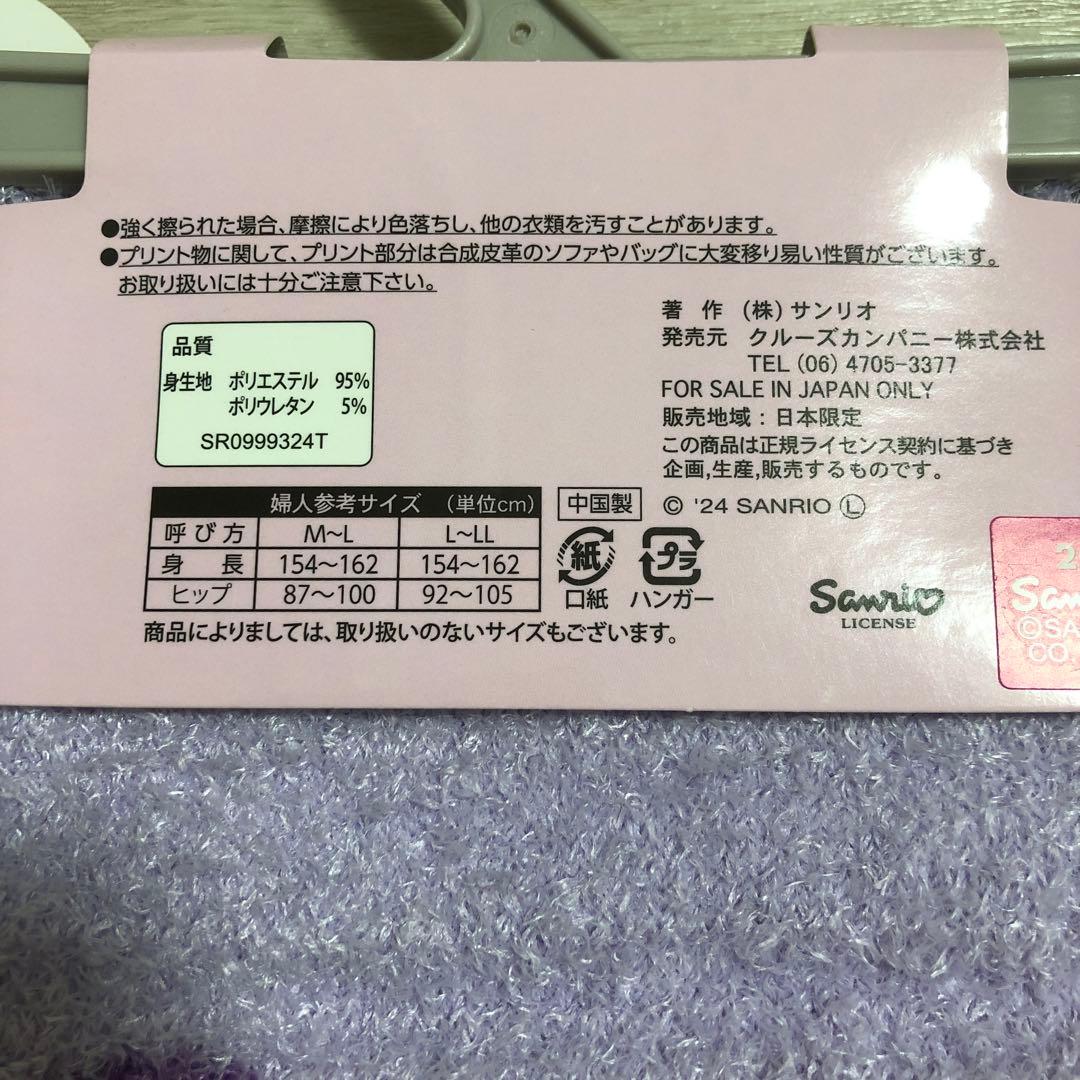 ●強く擦られた場合、摩擦により色落ちし、他の衣類を汚すことがあります。
●プリント物に関して、プリント部分は合成皮革のソファやバッグに大変移り易い性質がございます。
お取り扱いには十分ご注意下さい。
品質
身生地 ポリエステル 95%
ポリウレタン 5%
SR0999324T
著 作 (株) サンリオ
発売元 クルーズカンパニー株式会社
TEL (06) 4705-3377
FOR SALE IN JAPAN ONLY
販売地域：日本限定
この商品は正規ライセンス契約に基づき
企画,生産,販売するものです。
中国製 © '24 SANRIO Ⓛ
婦人参考サイズ (単位cm)
呼び方 M〜L L〜LL
身 長 154〜162 154〜162
ヒップ 87〜100 92〜105
商品によりましては、取り扱いのないサイズもございます。
紙 プラ
口紙 ハンガー
Sanrio
LICENSE
2
San
©SA
CO